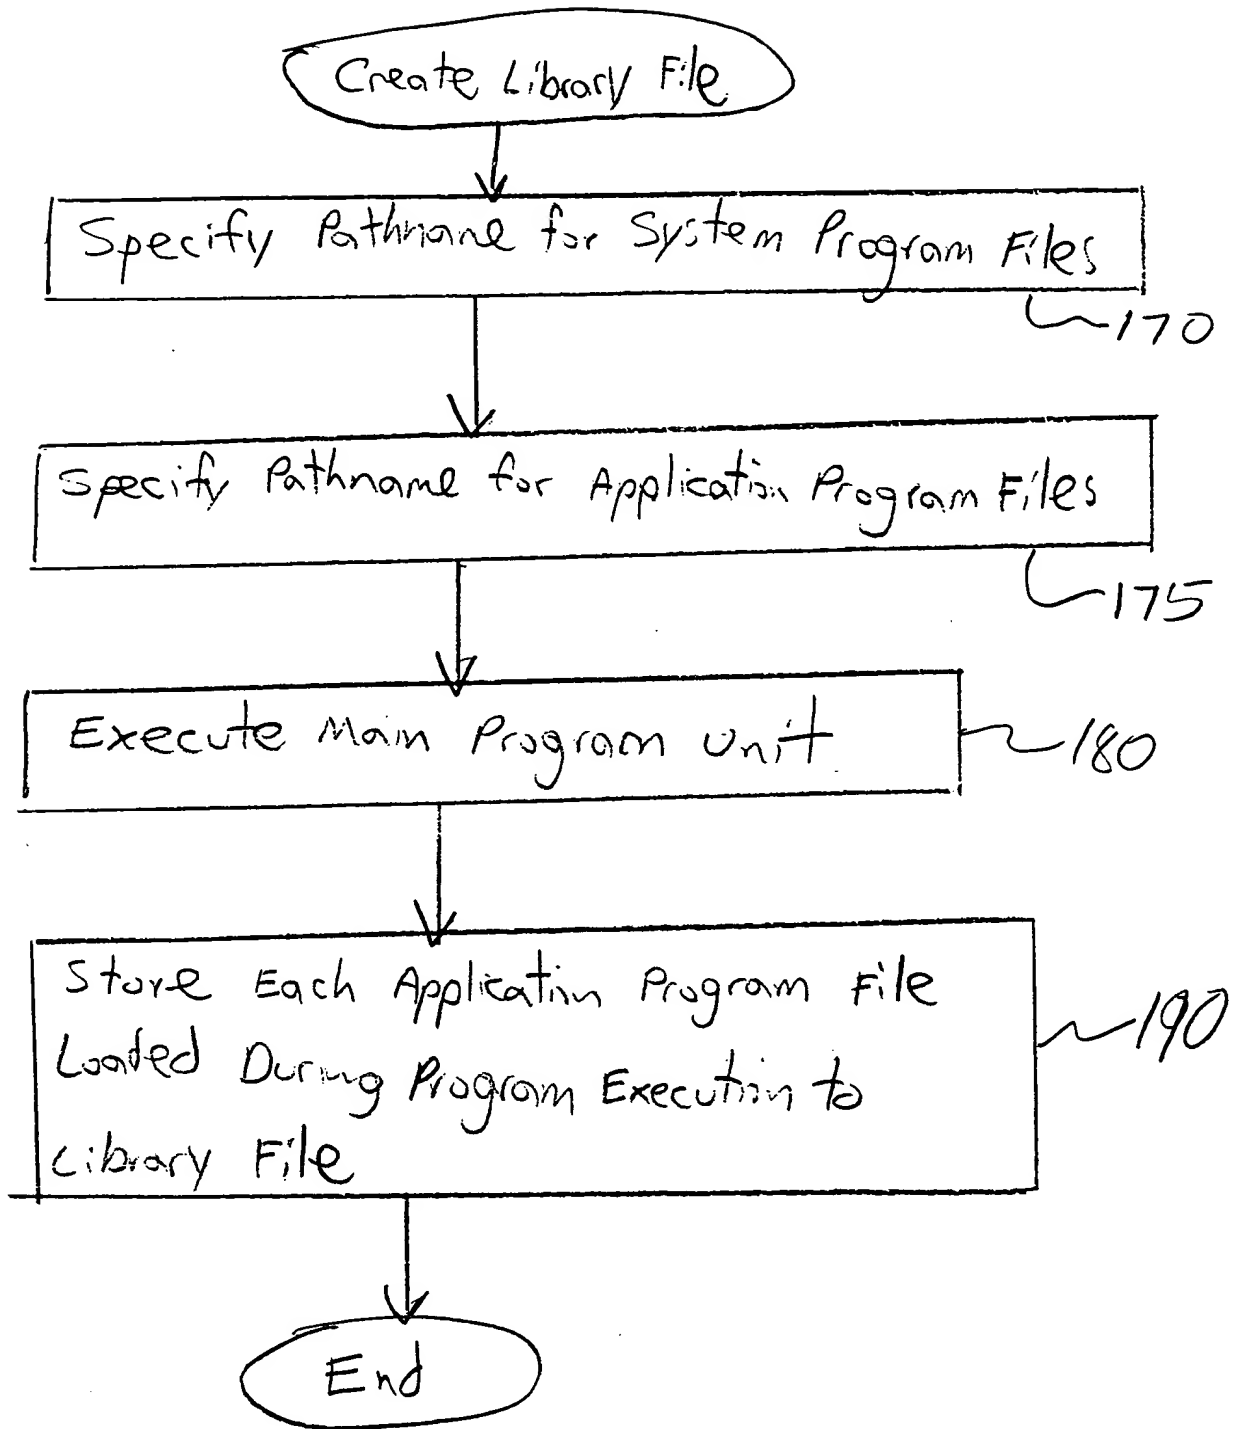 Create Library File
Specify Pathname for System Program Files
170
Specify Pathname for Application Program Files
175
Execute Main Program Unit
180
Store Each Application Program File
Loaded During Program Execution to
Library File
190
End